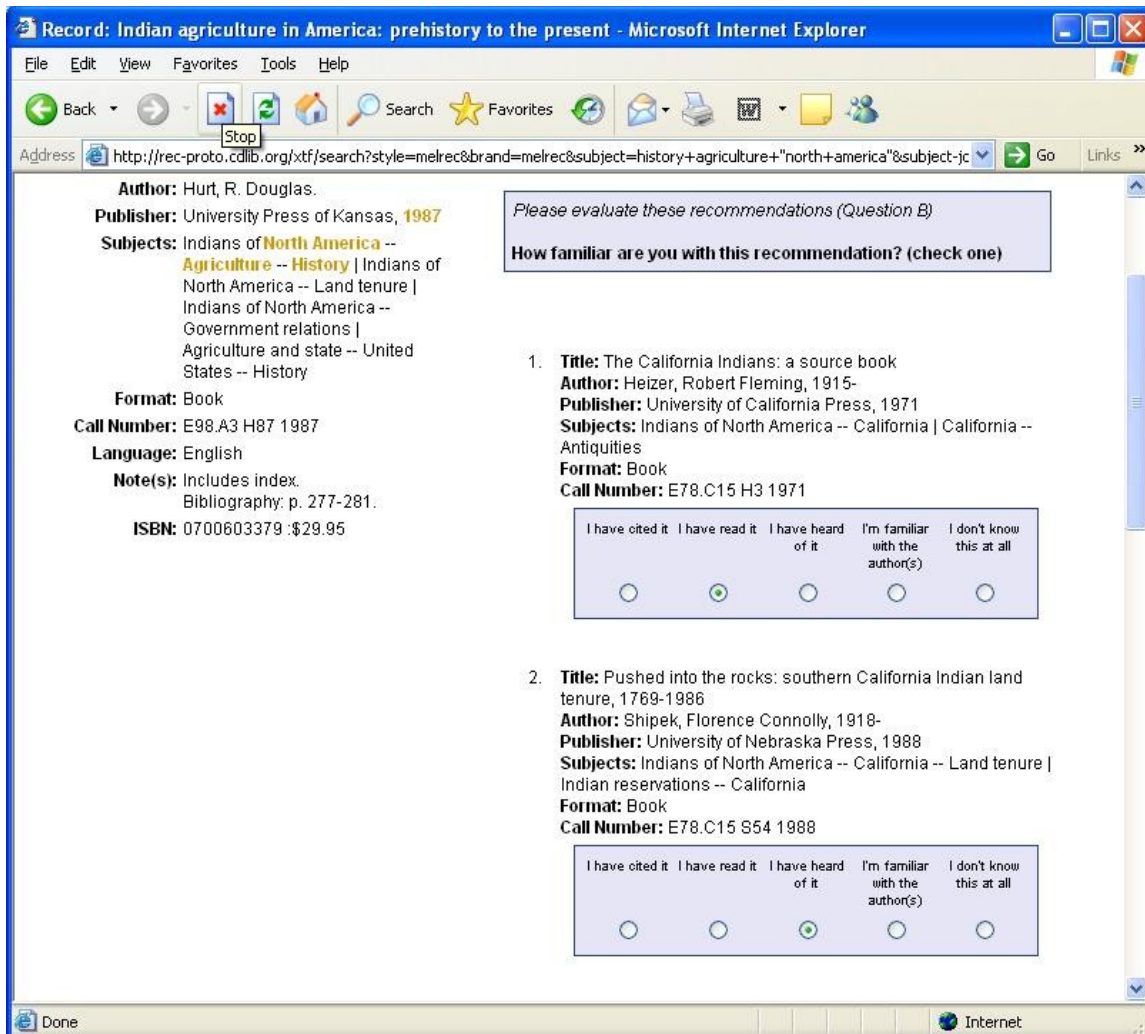 Record: Indian agriculture in America: prehistory to the present - Microsoft Internet Explorer
File Edit View Favorites Tools Help
Back Search Favorites
Stop
Address http://rec-proto.cdlib.org/xtf/search?style=melrec&brand=melrec&subject=history+agriculture+"north+america"&subject-jc Go Links »
Author: Hurt, R. Douglas.
Publisher: University Press of Kansas, 1987
Subjects: Indians of North America --
Agriculture -- History | Indians of
North America -- Land tenure |
Indians of North America --
Government relations |
Agriculture and state -- United
States -- History
Format: Book
Call Number: E98.A3 H87 1987
Language: English
Note(s): Includes index.
Bibliography: p. 277-281.
ISBN: 0700603379 :$29.95
Please evaluate these recommendations (Question B)
How familiar are you with this recommendation? (check one)
1. Title: The California Indians: a source book
Author: Heizer, Robert Fleming, 1915-
Publisher: University of California Press, 1971
Subjects: Indians of North America -- California | California --
Antiquities
Format: Book
Call Number: E78.C15 H3 1971
I have cited it I have read it I have heard I'm familiar I don't know
of it with the this at all
author(s)
2. Title: Pushed into the rocks: southern California Indian land
tenure, 1769-1986
Author: Shipek, Florence Connolly, 1918-
Publisher: University of Nebraska Press, 1988
Subjects: Indians of North America -- California -- Land tenure |
Indian reservations -- California
Format: Book
Call Number: E78.C15 S54 1988
I have cited it I have read it I have heard I'm familiar I don't know
of it with the this at all
author(s)
Done Internet